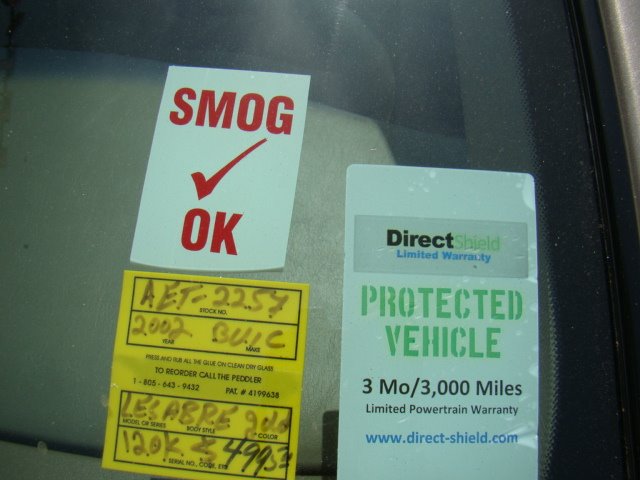 SMOG
OK
AET-2257
STOCK NO.
2002 BUIC
YEAR MAKE
PRESS AND RUB ALL THE GLUE ON CLEAN DRY GLASS
TO REORDER CALL THE PEDDLER
1-805-643-9432 PAT. # 4199638
LESABRE
MODEL OR SERIES BODY STYLE COLOR
120K $
SERIAL NO., CODE, ETC.
DirectShield
Limited Warranty
PROTECTED
VEHICLE
3 Mo/3,000 Miles
Limited Powertrain Warranty
www.direct-shield.com